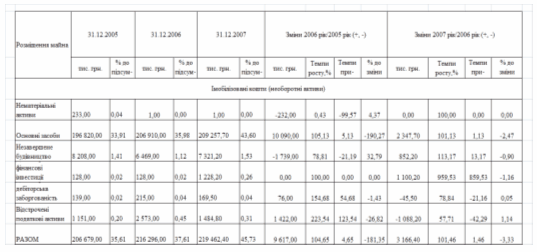 Розміщення майна 31.12.2005 31.12.2006 31.12.2007 Зміни 2006 рік/2005 рік (+, -) Зміни 2007 рік/2006 рік (+, -)
тис. грн. % до підсум- тис. грн. % до підсум- тис. грн. % до підсум- тис. грн. Темпи росту,% Темпи при- % до зміни тис. грн. Темпи росту,% Темпи при- % до зміни
Іммобілізовані кошти (необоротні активи)
Нематеріальні
активи 233,00 0,04 1,00 0,00 1,00 0,00 -232,00 0,43 -99,57 4,37 0,00 100,00 0,00 0,00
Основні засоби 196 820,00 33,91 206 910,00 35,98 209 257,70 43,60 10 090,00 105,13 5,13 -190,27 2 347,70 101,13 1,13 -2,47
Незавершене
будівництво 8 208,00 1,41 6 469,00 1,12 7 321,20 1,53 -1 739,00 78,81 -21,19 32,79 852,20 113,17 13,17 -0,90
фінансові
інвестиції 128,00 0,02 128,00 0,02 1 228,20 0,26 0,00 100,00 0,00 0,00 1 100,20 959,53 859,53 -1,16
дебіторська
заборгованість 139,00 0,02 215,00 0,04 169,50 0,04 76,00 154,68 54,68 -1,43 -45,50 78,84 -21,16 0,05
Відстрочені
податкові активи 1 151,00 0,20 2 573,00 0,45 1 484,80 0,31 1 422,00 223,54 123,54 -26,82 -1 088,20 57,71 -42,29 1,14
РАЗОМ 206 679,00 35,61 216 296,00 37,61 219 462,40 45,73 9 617,00 104,65 4,65 -181,35 3 166,40 101,46 1,46 -3,33